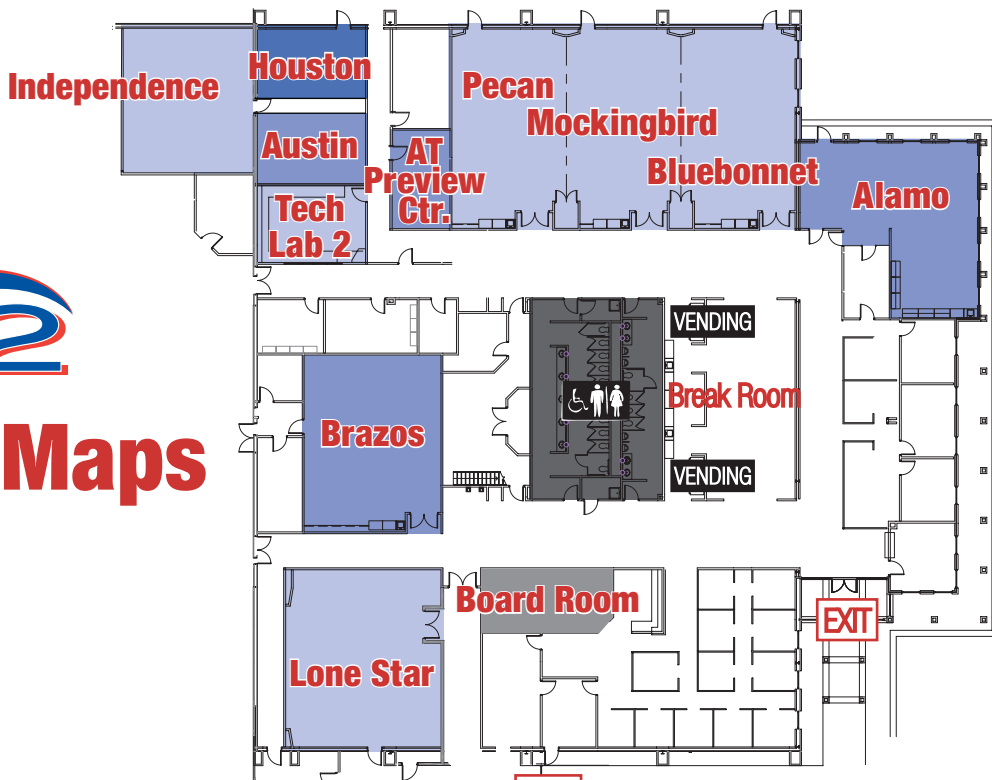 Independence
Houston
Austin
Tech
Lab 2
AT
Preview
Ctr.
Pecan
Mockingbird
Bluebonnet
Alamo
2
Maps
VENDING
Break Room
VENDING
Brazos
Board Room
EXIT
Lone Star